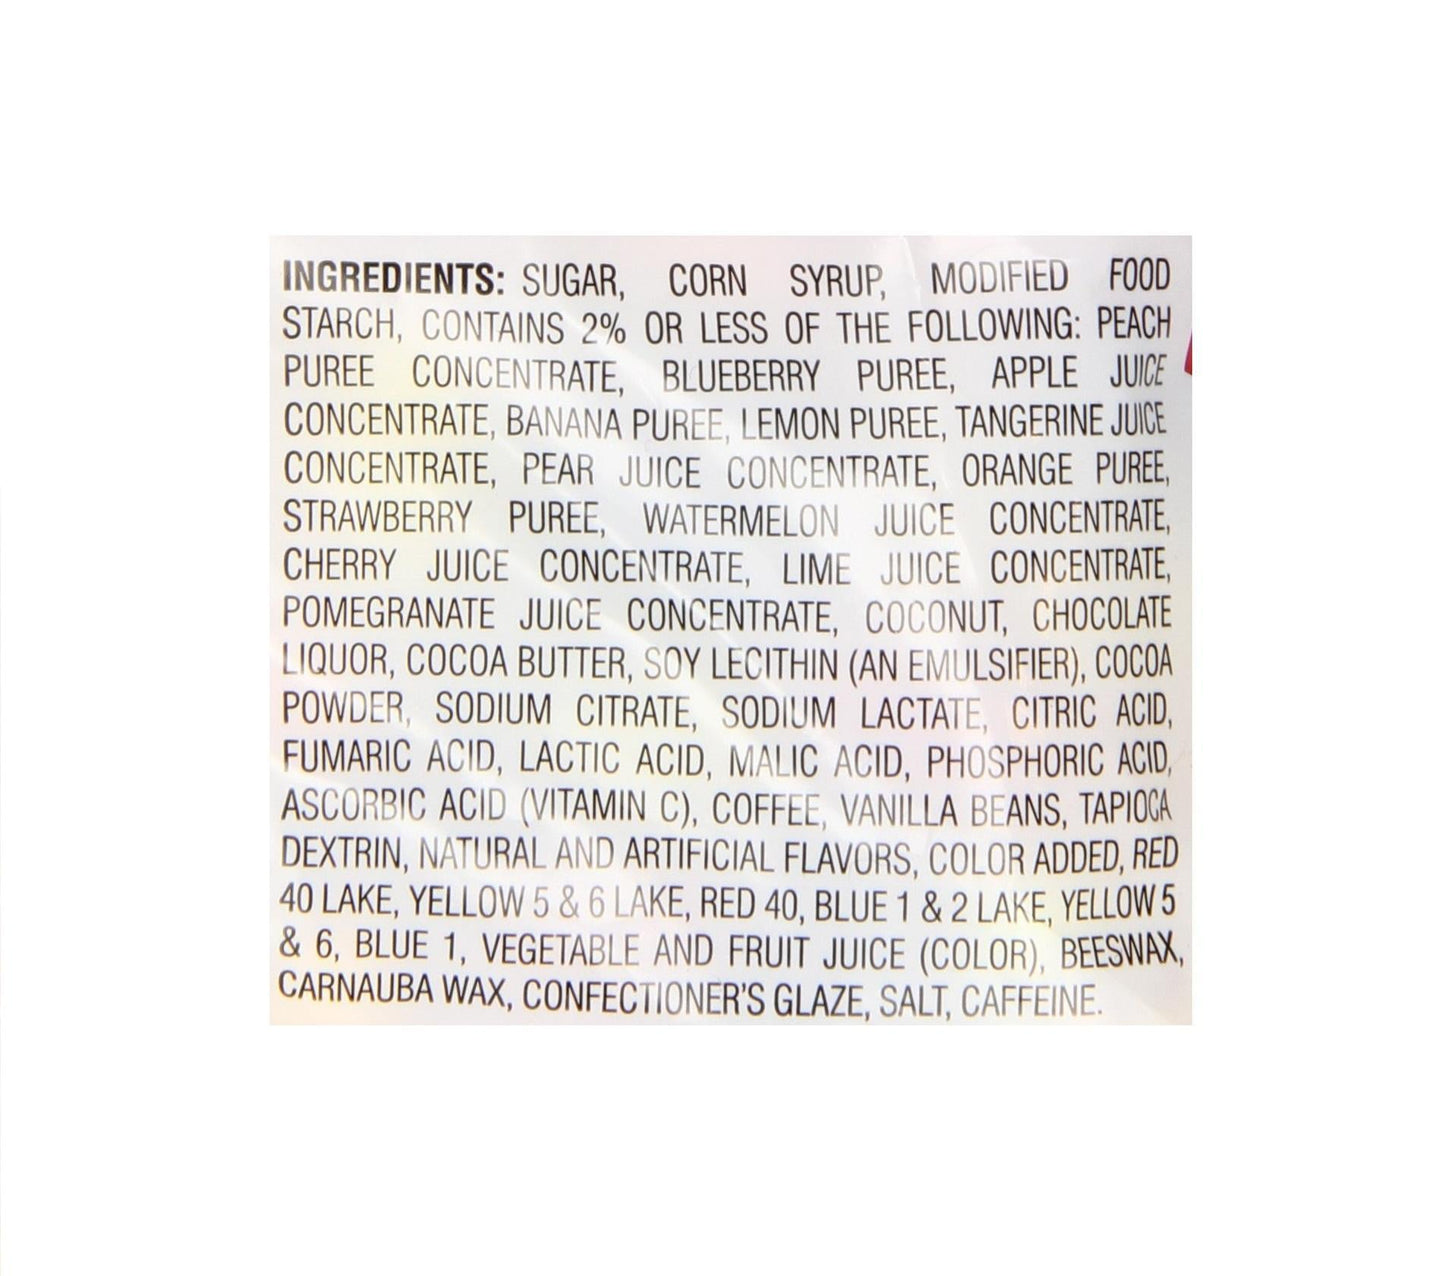 INGREDIENTS: SUGAR, CORN SYRUP, MODIFIED FOOD
STARCH, CONTAINS 2% OR LESS OF THE FOLLOWING: PEACH
PUREE CONCENTRATE, BLUEBERRY PUREE, APPLE JUICE
CONCENTRATE, BANANA PUREE, LEMON PUREE, TANGERINE JUICE
CONCENTRATE, PEAR JUICE CONCENTRATE, ORANGE PUREE,
STRAWBERRY PUREE, WATERMELON JUICE CONCENTRATE,
CHERRY JUICE CONCENTRATE, LIME JUICE CONCENTRATE,
POMEGRANATE JUICE CONCENTRATE, COCONUT, CHOCOLATE
LIQUOR, COCOA BUTTER, SOY LECITHIN (AN EMULSIFIER), COCOA
POWDER, SODIUM CITRATE, SODIUM LACTATE, CITRIC ACID,
FUMARIC ACID, LACTIC ACID, MALIC ACID, PHOSPHORIC ACID,
ASCORBIC ACID (VITAMIN C), COFFEE, VANILLA BEANS, TAPIOCA
DEXTRIN, NATURAL AND ARTIFICIAL FLAVORS, COLOR ADDED, RED
40 LAKE, YELLOW 5 & 6 LAKE, RED 40, BLUE 1 & 2 LAKE, YELLOW 5
& 6, BLUE 1, VEGETABLE AND FRUIT JUICE (COLOR), BEESWAX,
CARNAUBA WAX, CONFECTIONER'S GLAZE, SALT, CAFFEINE.